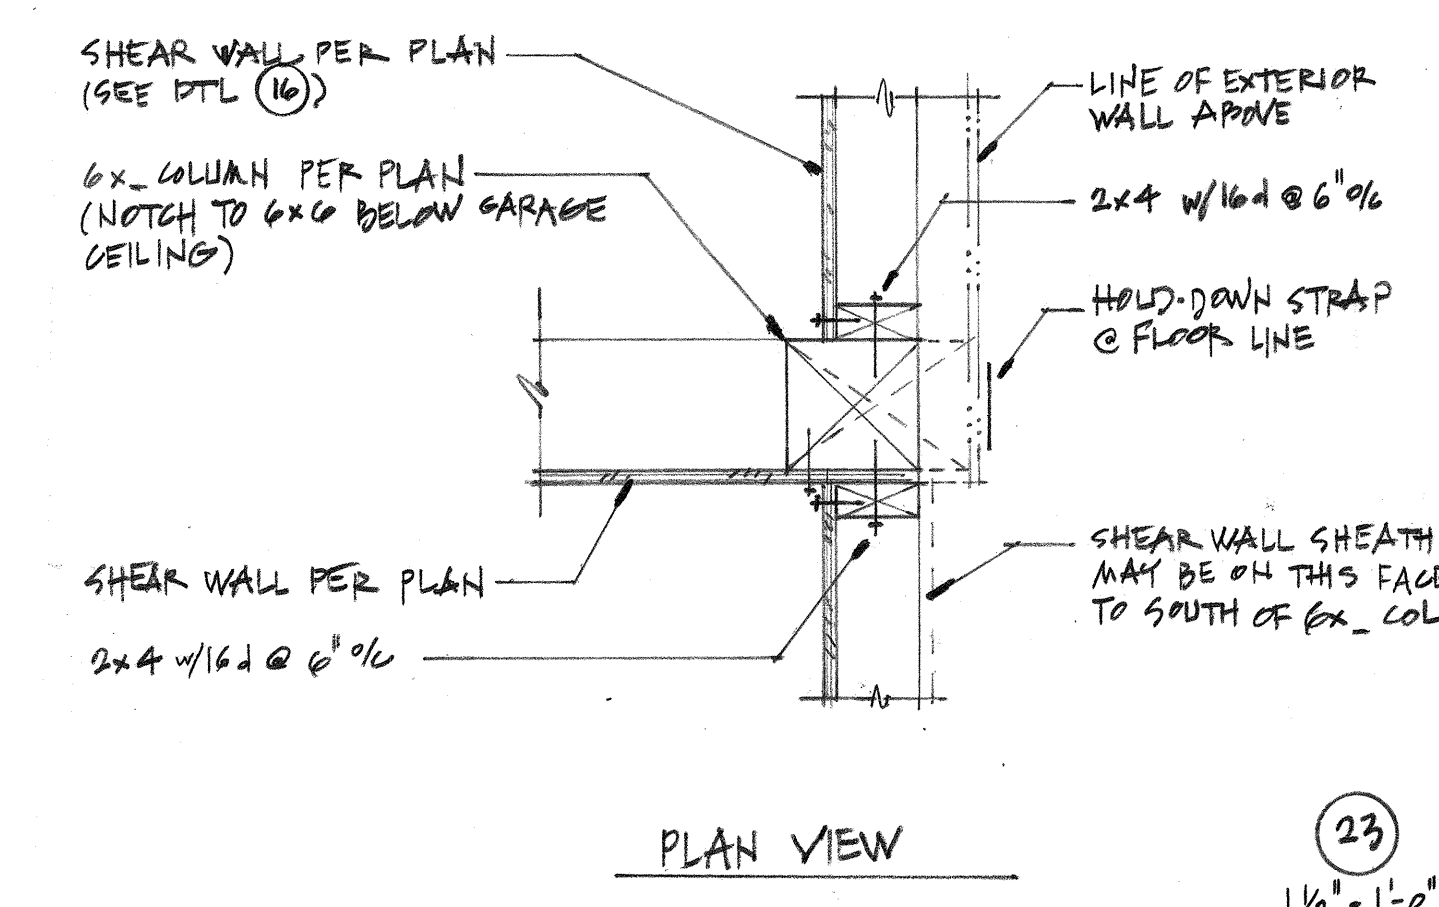 SHEAR WALL PER PLAN
(SEE DTL 16)
6x_ COLUMN PER PLAN
(NOTCH TO 6x6 BELOW GARAGE
CEILING)
LINE OF EXTERIOR
WALL ABOVE
2x4 w/16d @ 6" o/c
HOLD-DOWN STRAP
@ FLOOR LINE
SHEAR WALL PER PLAN
2x4 w/16d @ 6" o/c
SHEAR WALL SHEATH
MAY BE ON THIS FAC
TO SOUTH OF 6x_ COL
PLAN VIEW
23